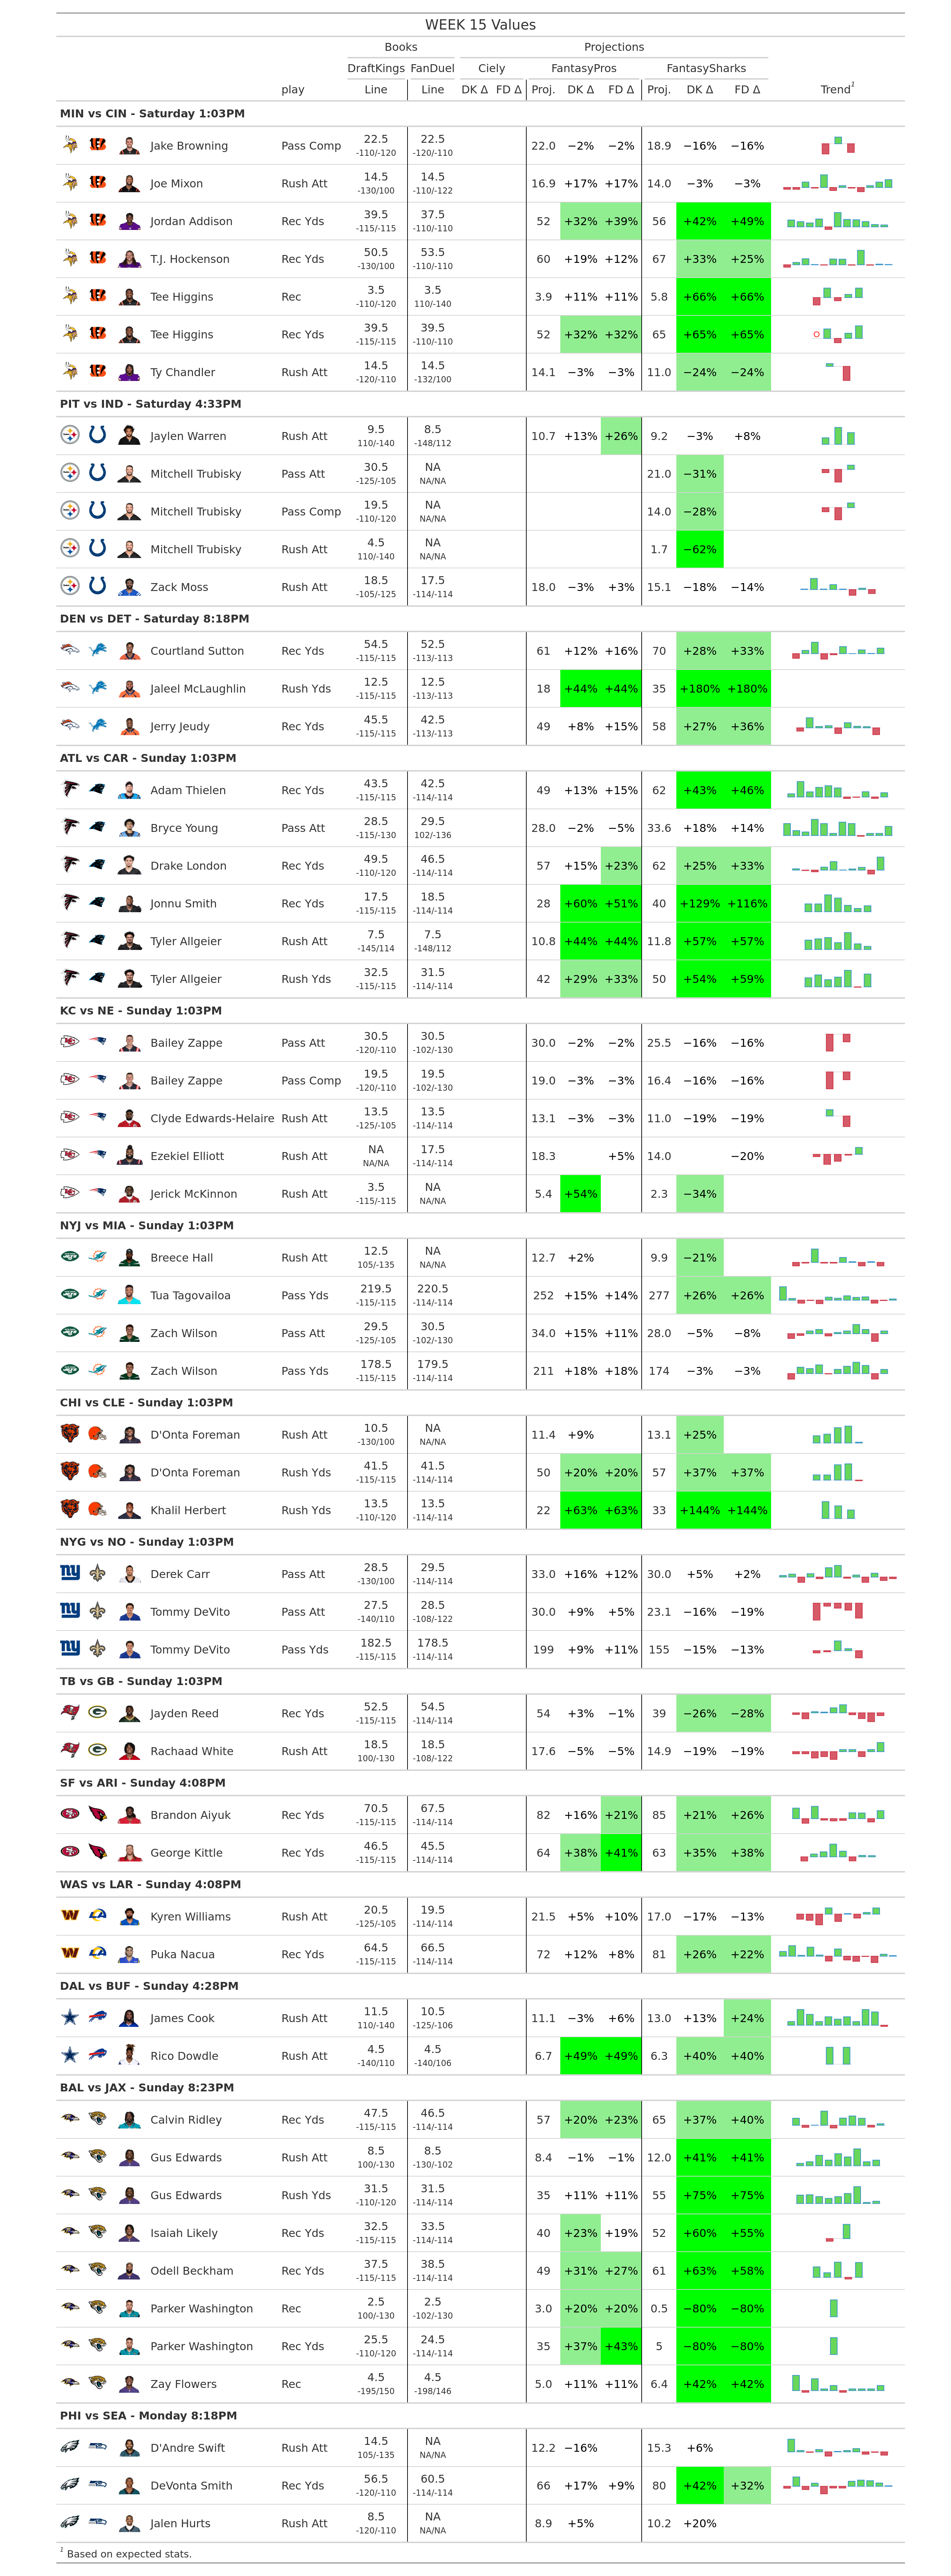 WEEK 15 Values
Books Projections
DraftKings FanDuel Ciely FantasyPros FantasySharks
play Line Line DK Δ FD Δ Proj. DK Δ FD Δ Proj. DK Δ FD Δ Trend1
MIN vs CIN - Saturday 1:03PM
Jake Browning Pass Comp 22.5 22.5 22.0 −2% −2% 18.9 −16% −16%
-110/-120 -120/-110
Joe Mixon Rush Att 14.5 14.5 16.9 +17% +17% 14.0 −3% −3%
-130/100 -110/-122
Jordan Addison Rec Yds 39.5 37.5 52 +32% +39% 56 +42% +49%
-115/-115 -110/-110
T.J. Hockenson Rec Yds 50.5 53.5 60 +19% +12% 67 +33% +25%
-130/100 -110/-110
Tee Higgins Rec 3.5 3.5 3.9 +11% +11% 5.8 +66% +66%
-110/-120 110/-140
Tee Higgins Rec Yds 39.5 39.5 52 +32% +32% 65 +65% +65%
-115/-115 -110/-110
Ty Chandler Rush Att 14.5 14.5 14.1 −3% −3% 11.0 −24% −24%
-120/-110 -132/100
PIT vs IND - Saturday 4:33PM
Jaylen Warren Rush Att 9.5 8.5 10.7 +13% +26% 9.2 −3% +8%
110/-140 -148/112
Mitchell Trubisky Pass Att 30.5 NA 21.0 −31%
-125/-105 NA/NA
Mitchell Trubisky Pass Comp 19.5 NA 14.0 −28%
-110/-120 NA/NA
Mitchell Trubisky Rush Att 4.5 NA 1.7 −62%
110/-140 NA/NA
Zack Moss Rush Att 18.5 17.5 18.0 −3% +3% 15.1 −18% −14%
-105/-125 -114/-114
DEN vs DET - Saturday 8:18PM
Courtland Sutton Rec Yds 54.5 52.5 61 +12% +16% 70 +28% +33%
-115/-115 -113/-113
Jaleel McLaughlin Rush Yds 12.5 12.5 18 +44% +44% 35 +180% +180%
-115/-115 -113/-113
Jerry Jeudy Rec Yds 45.5 42.5 49 +8% +15% 58 +27% +36%
-115/-115 -113/-113
ATL vs CAR - Sunday 1:03PM
Adam Thielen Rec Yds 43.5 42.5 49 +13% +15% 62 +43% +46%
-115/-115 -114/-114
Bryce Young Pass Att 28.5 29.5 28.0 −2% −5% 33.6 +18% +14%
-115/-130 102/-136
Drake London Rec Yds 49.5 46.5 57 +15% +23% 62 +25% +33%
-110/-120 -114/-114
Jonnu Smith Rec Yds 17.5 18.5 28 +60% +51% 40 +129% +116%
-115/-115 -114/-114
Tyler Allgeier Rush Att 7.5 7.5 10.8 +44% +44% 11.8 +57% +57%
-145/114 -148/112
Tyler Allgeier Rush Yds 32.5 31.5 42 +29% +33% 50 +54% +59%
-115/-115 -114/-114
KC vs NE - Sunday 1:03PM
Bailey Zappe Pass Att 30.5 30.5 30.0 −2% −2% 25.5 −16% −16%
-120/-110 -102/-130
Bailey Zappe Pass Comp 19.5 19.5 19.0 −3% −3% 16.4 −16% −16%
-120/-110 -102/-130
Clyde Edwards-Helaire Rush Att 13.5 13.5 13.1 −3% −3% 11.0 −19% −19%
-125/-105 -114/-114
Ezekiel Elliott Rush Att NA 17.5 18.3 +5% 14.0 −20%
NA/NA -114/-114
Jerick McKinnon Rush Att 3.5 NA 5.4 +54% 2.3 −34%
-115/-115 NA/NA
NYJ vs MIA - Sunday 1:03PM
Breece Hall Rush Att 12.5 NA 12.7 +2% 9.9 −21%
105/-135 NA/NA
Tua Tagovailoa Pass Yds 219.5 220.5 252 +15% +14% 277 +26% +26%
-115/-115 -114/-114
Zach Wilson Pass Att 29.5 30.5 34.0 +15% +11% 28.0 −5% −8%
-125/-105 -102/-130
Zach Wilson Pass Yds 178.5 179.5 211 +18% +18% 174 −3% −3%
-115/-115 -114/-114
CHI vs CLE - Sunday 1:03PM
D'Onta Foreman Rush Att 10.5 NA 11.4 +9% 13.1 +25%
-130/100 NA/NA
D'Onta Foreman Rush Yds 41.5 41.5 50 +20% +20% 57 +37% +37%
-115/-115 -114/-114
Khalil Herbert Rush Yds 13.5 13.5 22 +63% +63% 33 +144% +144%
-110/-120 -114/-114
NYG vs NO - Sunday 1:03PM
Derek Carr Pass Att 28.5 29.5 33.0 +16% +12% 30.0 +5% +2%
-130/100 -114/-114
Tommy DeVito Pass Att 27.5 28.5 30.0 +9% +5% 23.1 −16% −19%
-140/110 -108/-122
Tommy DeVito Pass Yds 182.5 178.5 199 +9% +11% 155 −15% −13%
-115/-115 -114/-114
TB vs GB - Sunday 1:03PM
Jayden Reed Rec Yds 52.5 54.5 54 +3% −1% 39 −26% −28%
-115/-115 -114/-114
Rachaad White Rush Att 18.5 18.5 17.6 −5% −5% 14.9 −19% −19%
100/-130 -108/-122
SF vs ARI - Sunday 4:08PM
Brandon Aiyuk Rec Yds 70.5 67.5 82 +16% +21% 85 +21% +26%
-115/-115 -114/-114
George Kittle Rec Yds 46.5 45.5 64 +38% +41% 63 +35% +38%
-115/-115 -114/-114
WAS vs LAR - Sunday 4:08PM
Kyren Williams Rush Att 20.5 19.5 21.5 +5% +10% 17.0 −17% −13%
-125/-105 -114/-114
Puka Nacua Rec Yds 64.5 66.5 72 +12% +8% 81 +26% +22%
-115/-115 -114/-114
DAL vs BUF - Sunday 4:28PM
James Cook Rush Att 11.5 10.5 11.1 −3% +6% 13.0 +13% +24%
110/-140 -125/-106
Rico Dowdle Rush Att 4.5 4.5 6.7 +49% +49% 6.3 +40% +40%
-140/110 -140/106
BAL vs JAX - Sunday 8:23PM
Calvin Ridley Rec Yds 47.5 46.5 57 +20% +23% 65 +37% +40%
-115/-115 -114/-114
Gus Edwards Rush Att 8.5 8.5 8.4 −1% −1% 12.0 +41% +41%
100/-130 -130/-102
Gus Edwards Rush Yds 31.5 31.5 35 +11% +11% 55 +75% +75%
-110/-120 -114/-114
Isaiah Likely Rec Yds 32.5 33.5 40 +23% +19% 52 +60% +55%
-115/-115 -114/-114
Odell Beckham Rec Yds 37.5 38.5 49 +31% +27% 61 +63% +58%
-115/-115 -114/-114
Parker Washington Rec 2.5 2.5 3.0 +20% +20% 0.5 −80% −80%
100/-130 -102/-130
Parker Washington Rec Yds 25.5 24.5 35 +37% +43% 5 −80% −80%
-110/-120 -114/-114
Zay Flowers Rec 4.5 4.5 5.0 +11% +11% 6.4 +42% +42%
-195/150 -198/146
PHI vs SEA - Monday 8:18PM
D'Andre Swift Rush Att 14.5 NA 12.2 −16% 15.3 +6%
105/-135 NA/NA
DeVonta Smith Rec Yds 56.5 60.5 66 +17% +9% 80 +42% +32%
-120/-110 -114/-114
Jalen Hurts Rush Att 8.5 NA 8.9 +5% 10.2 +20%
-120/-110 NA/NA
1 Based on expected stats.